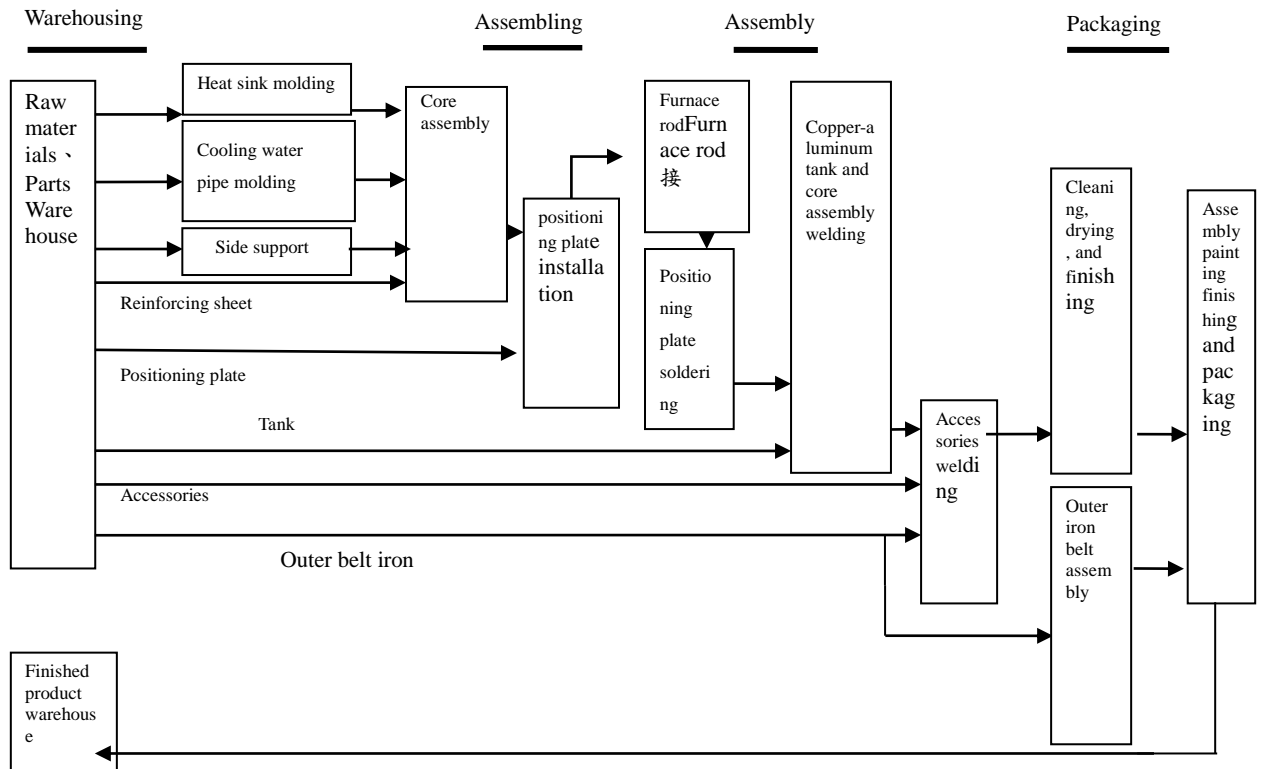 Warehousing
Assembling
Assembly
Packaging
Raw
mater
ials、
Parts
Ware
house
Heat sink molding
Cooling water
pipe molding
Side support
Reinforcing sheet
Positioning plate
Tank
Accessories
Outer belt iron
Core
assembly
positioni
ng plate
installa
tion
Furnace
rodFurn
ace rod
接
Positio
ning
plate
solderi
ng
Copper-a
luminum
tank and
core
assembly
welding
Acces
sories
weldi
ng
Cleani
ng,
drying
, and
finish
ing
Outer
iron
belt
assem
bly
Asse
mbly
paint
ing
finis
hing
and
pac
kag
ing
Finished
product
warehous
e